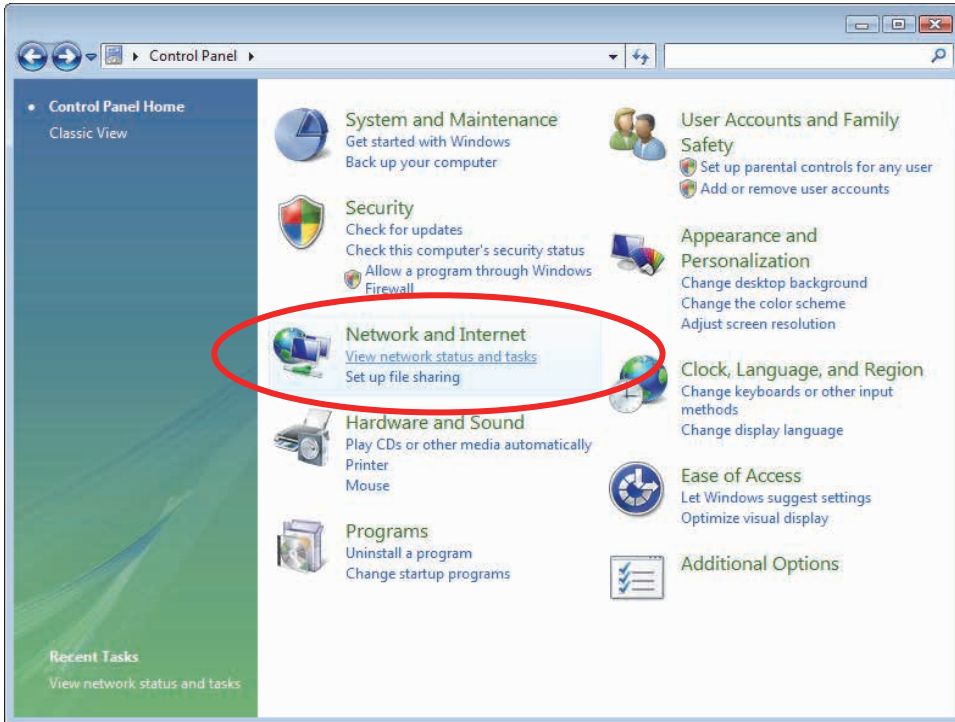 Control Panel
Control Panel Home
Classic View
System and Maintenance
Get started with Windows
Back up your computer
Security
Check for updates
Check this computer's security status
Allow a program through Windows
Firewall
Network and Internet
View network status and tasks
Set up file sharing
Hardware and Sound
Play CDs or other media automatically
Printer
Mouse
Programs
Uninstall a program
Change startup programs
User Accounts and Family
Safety
Set up parental controls for any user
Add or remove user accounts
Appearance and
Personalization
Change desktop background
Change the color scheme
Adjust screen resolution
Clock, Language, and Region
Change keyboards or other input
methods
Change display language
Ease of Access
Let Windows suggest settings
Optimize visual display
Additional Options
Recent Tasks
View network status and tasks